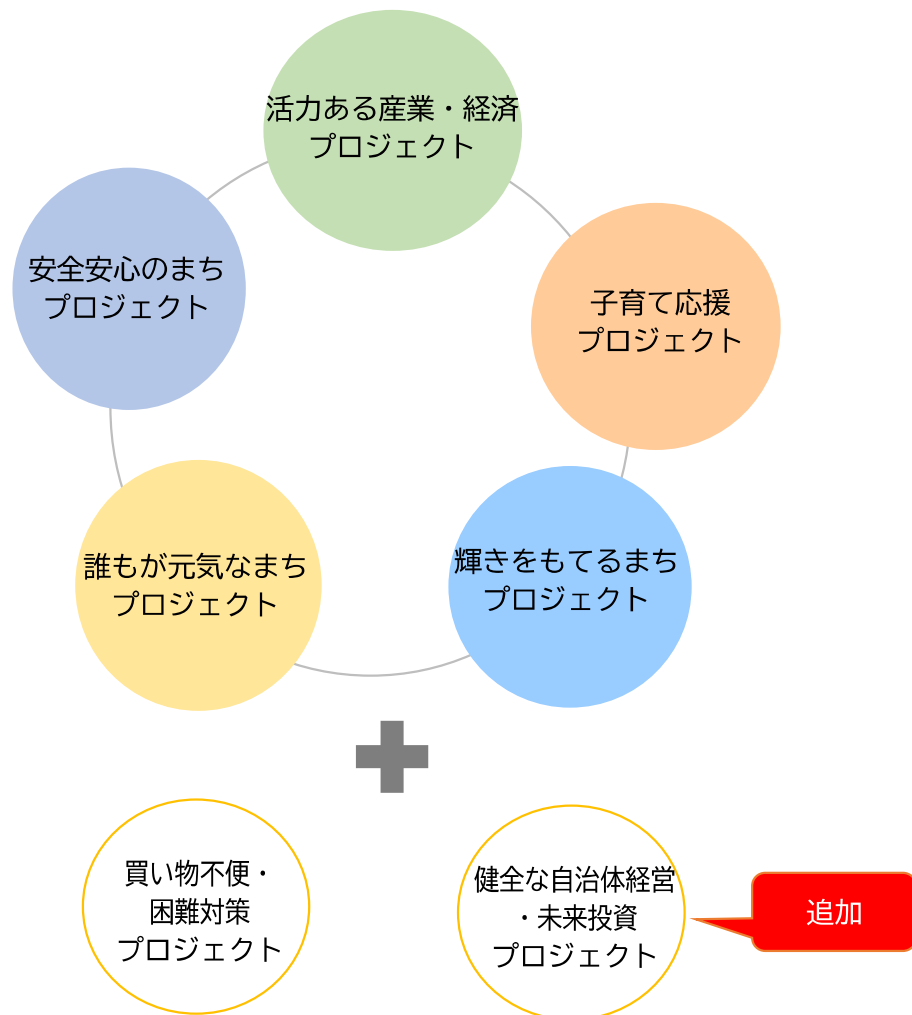 活力ある産業・経済
プロジェクト
安全安心のまち
プロジェクト
子育て応援
プロジェクト
誰もが元気なまち
プロジェクト
輝きをもてるまち
プロジェクト
買い物不便・
困難対策
プロジェクト
健全な自治体経営
・未来投資
プロジェクト
追加